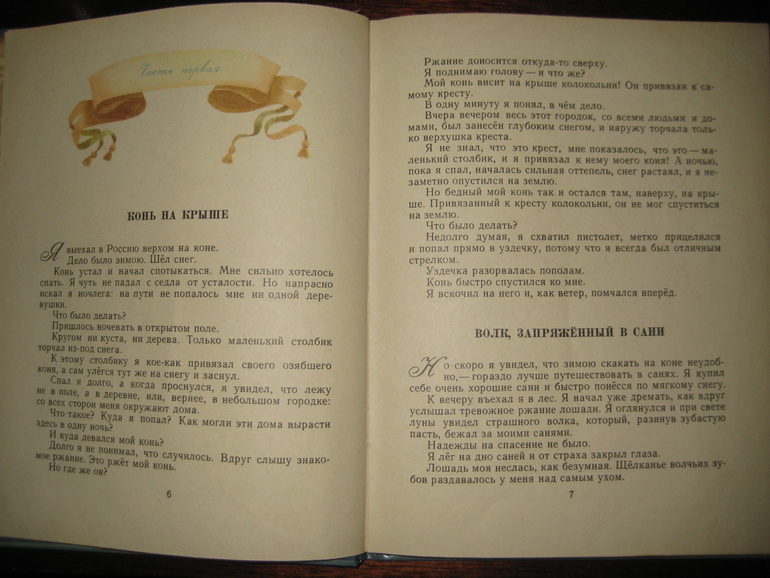 Часть первая
КОНЬ НА КРЫШЕ
Я выехал в Россию верхом на коне.
Дело было зимою. Шёл снег.
Конь устал и начал спотыкаться. Мне сильно хотелось
спать. Я чуть не падал с седла от усталости. Но напрасно
искал я ночлега: на пути не попалось мне ни одной дере-
вушки.
Что было делать?
Пришлось ночевать в открытом поле.
Кругом ни куста, ни дерева. Только маленький столбик
торчал из-под снега.
К этому столбику я кое-как привязал своего озябшего
коня, а сам улёгся тут же на снегу и заснул.
Спал я долго, а когда проснулся, я увидел, что лежу
не в поле, а в деревне, или, вернее, в небольшом городке:
со всех сторон меня окружают дома.
Что такое? Куда я попал? Как могли эти дома вырасти
здесь в одну ночь?
И куда девался мой конь?
Долго я не понимал, что случилось. Вдруг слышу знако-
мое ржание. Это ржёт мой конь.
Но где же он?
6
Ржание доносится откуда-то сверху.
Я поднимаю голову — и что же?
Мой конь висит на крыше колокольни! Он привязан к са-
мому кресту.
В одну минуту я понял, в чём дело.
Вчера вечером весь этот городок, со всеми людьми и до-
мами, был занесён глубоким снегом, и наружу торчала толь-
ко верхушка креста.
Я не знал, что это крест, мне показалось, что это — ма-
ленький столбик, и я привязал к нему моего коня! А ночью,
пока я спал, началась сильная оттепель, снег растаял, и я не-
заметно опустился на землю.
Но бедный мой конь так и остался там, наверху, на кры-
ше. Привязанный к кресту колокольни, он не мог спуститься
на землю.
Что было делать?
Недолго думая, я схватил пистолет, метко прицелился
и попал прямо в уздечку, потому что я всегда был отличным
стрелком.
Уздечка разорвалась пополам.
Конь быстро спустился ко мне.
Я вскочил на него и, как ветер, помчался вперёд.
ВОЛК, ЗАПРЯЖЁННЫЙ В САНИ
Но скоро я увидел, что зимою скакать на коне неудоб-
но,— гораздо лучше путешествовать в санях. Я купил
себе очень хорошие сани и быстро понёсся по мягкому снегу.
К вечеру въехал я в лес. Я начал уже дремать, как вдруг
услышал тревожное ржание лошади. Я оглянулся и при свете
луны увидел страшного волка, который, разинув зубастую
пасть, бежал за моими санями.
Надежды на спасение не было.
Я лёг на дно саней и от страха закрыл глаза.
Лошадь моя неслась, как безумная. Щёлканье волчьих зу-
бов раздавалось у меня над самым ухом.
7